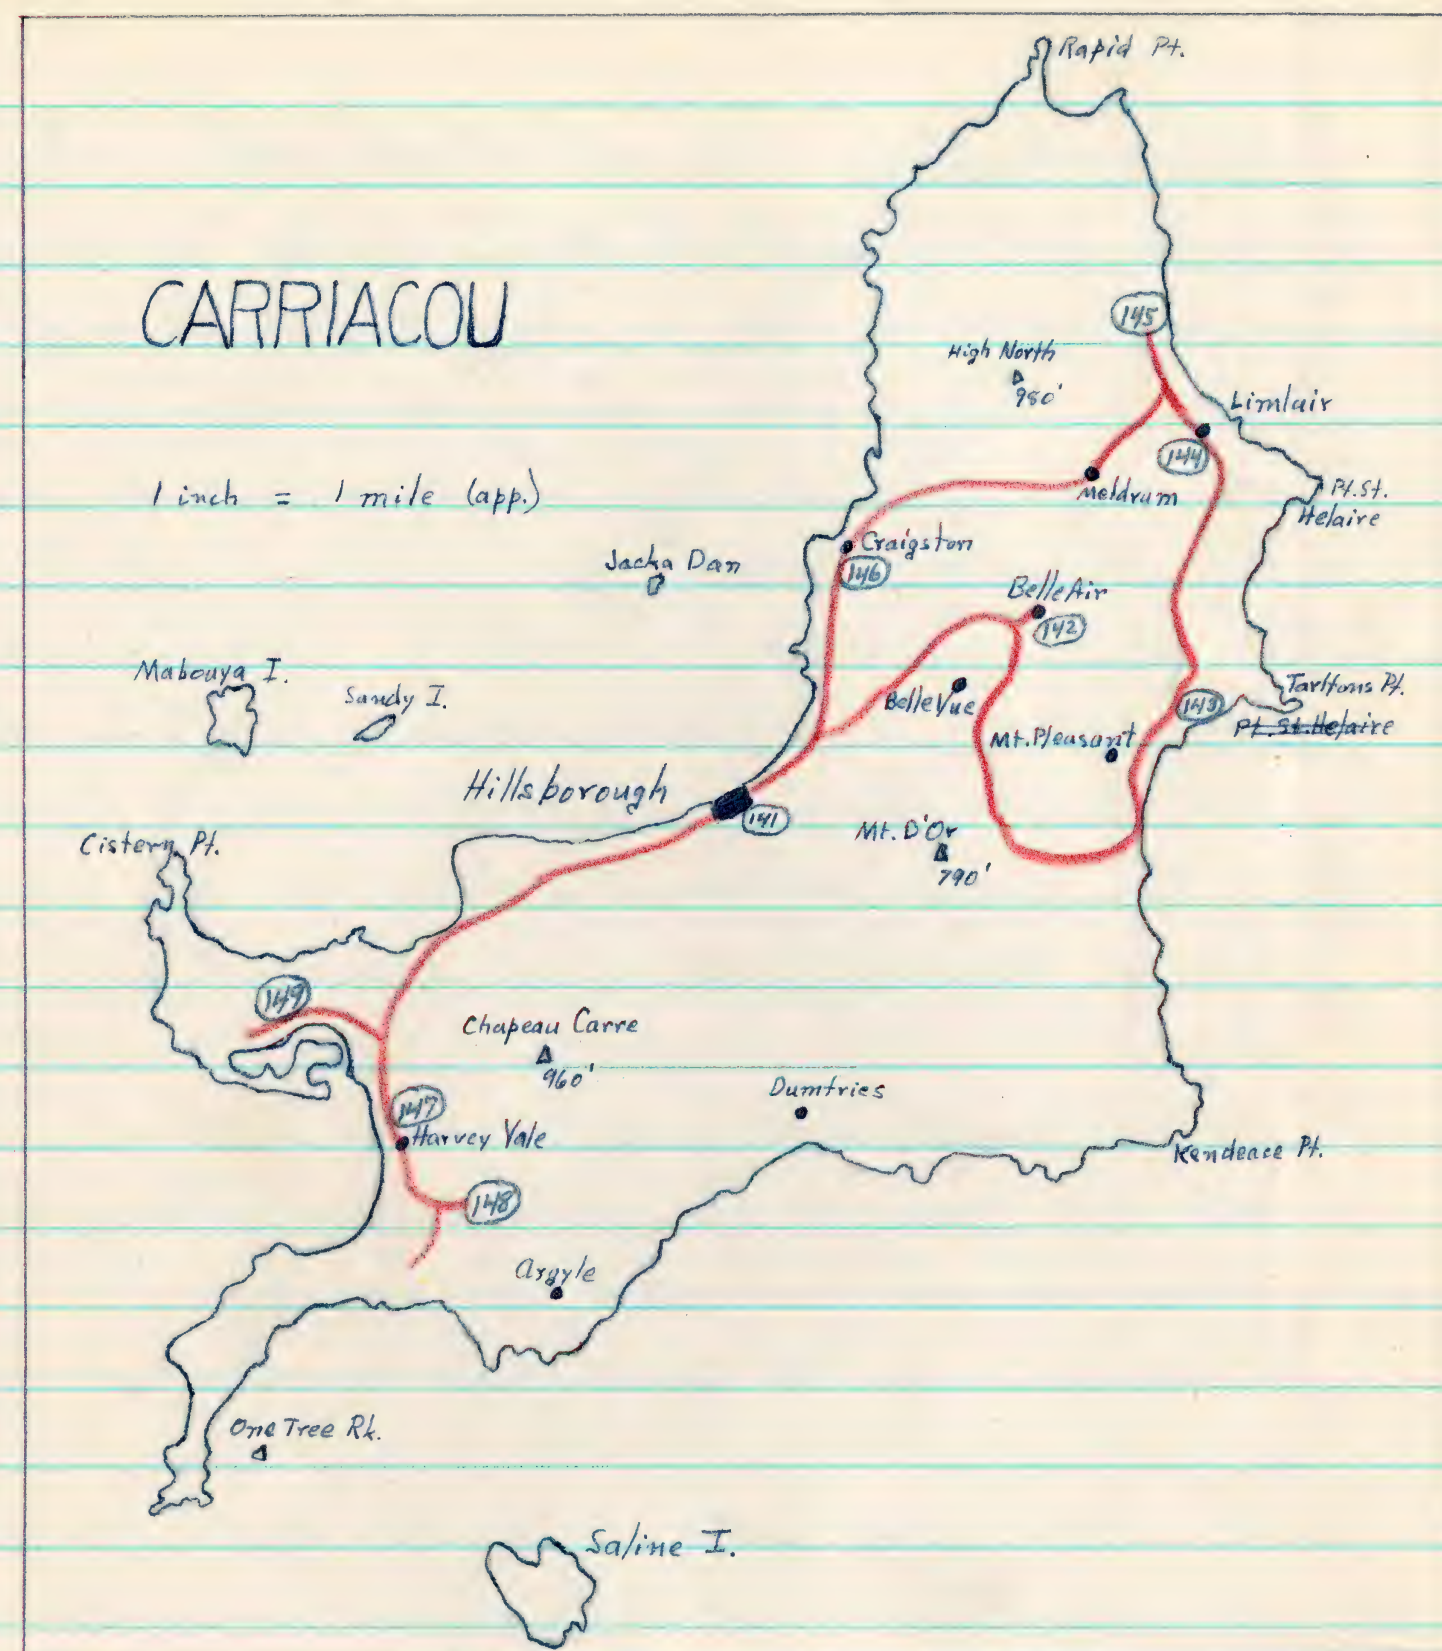 Rapid Pt.
CARRIACOU
145
High North
980'
Limlair
144
1 inch = 1 mile (app.)
Meldrum
Pt. St.
Helaire
Craigston
146
Jacka Dan
Belle Air
142
Mabouya I.
Sandy I.
Belle Vue
143
Tarltons Pt.
Pt. St. Helaire
Mt. Pleasant
Hillsborough
141
Mt. D'Or
790'
Cistern Pt.
149
Chapeau Carre
960'
Dumfries
147
Harvey Vale
Kendeace Pt.
148
Argyle
One Tree Rk.
Saline I.